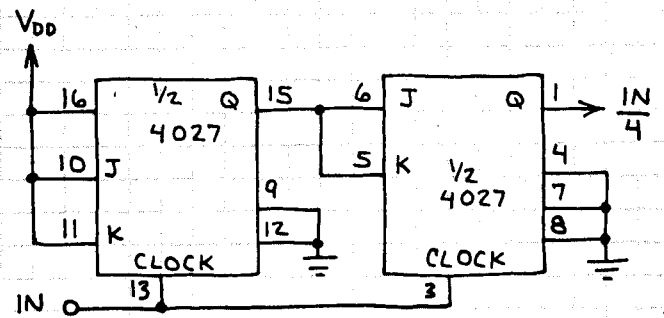 VDD
16 ½ Q 15 6 J Q 1 IN/4
4027
10 J 5 K ½ 4
4027
9 7
11 K 12 8
CLOCK CLOCK
IN 13 3